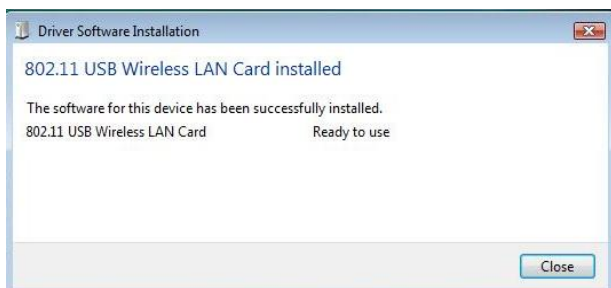 Driver Software Installation
802.11 USB Wireless LAN Card installed
The software for this device has been successfully installed.
802.11 USB Wireless LAN Card Ready to use
Close